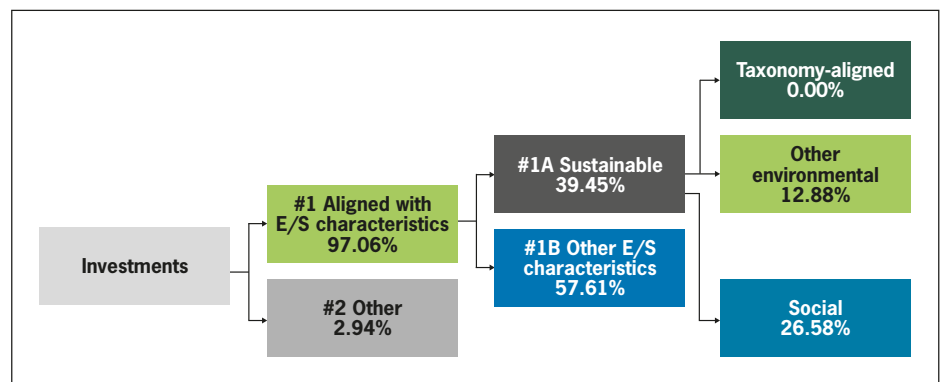 Investments
#1 Aligned with
E/S characteristics
97.06%
#2 Other
2.94%
#1A Sustainable
39.45%
#1B Other E/S
characteristics
57.61%
Taxonomy-aligned
0.00%
Other
environmental
12.88%
Social
26.58%